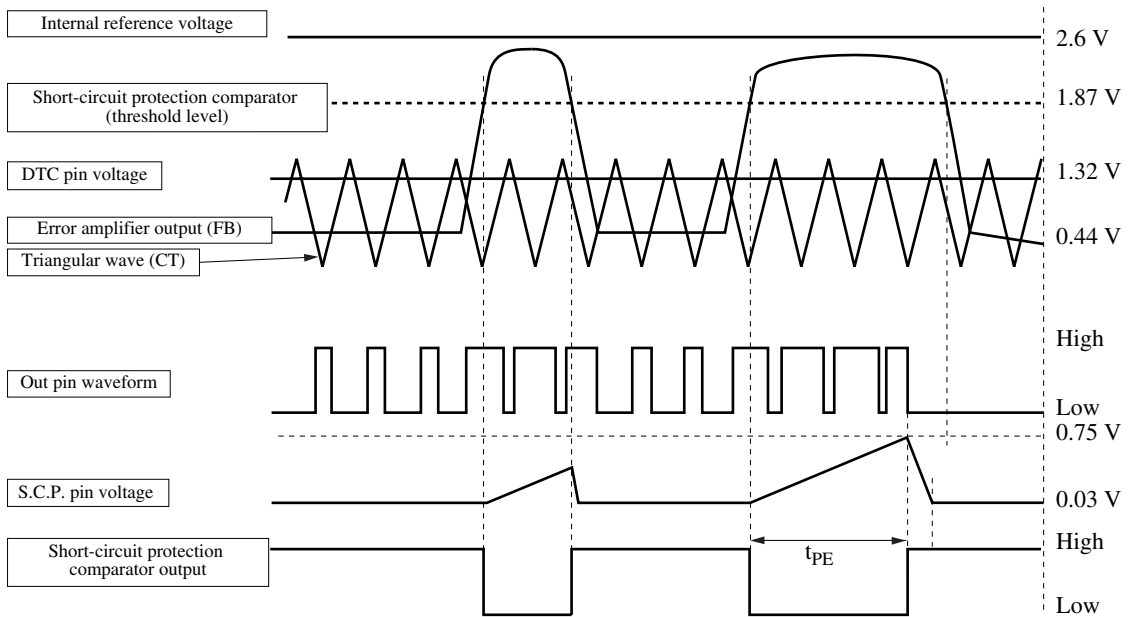 Internal reference voltage
2.6 V
Short-circuit protection comparator
(threshold level)
1.87 V
DTC pin voltage
1.32 V
Error amplifier output (FB)
0.44 V
Triangular wave (CT)
High
Out pin waveform
Low
0.75 V
S.C.P. pin voltage
0.03 V
Short-circuit protection
comparator output
High
tPE
Low